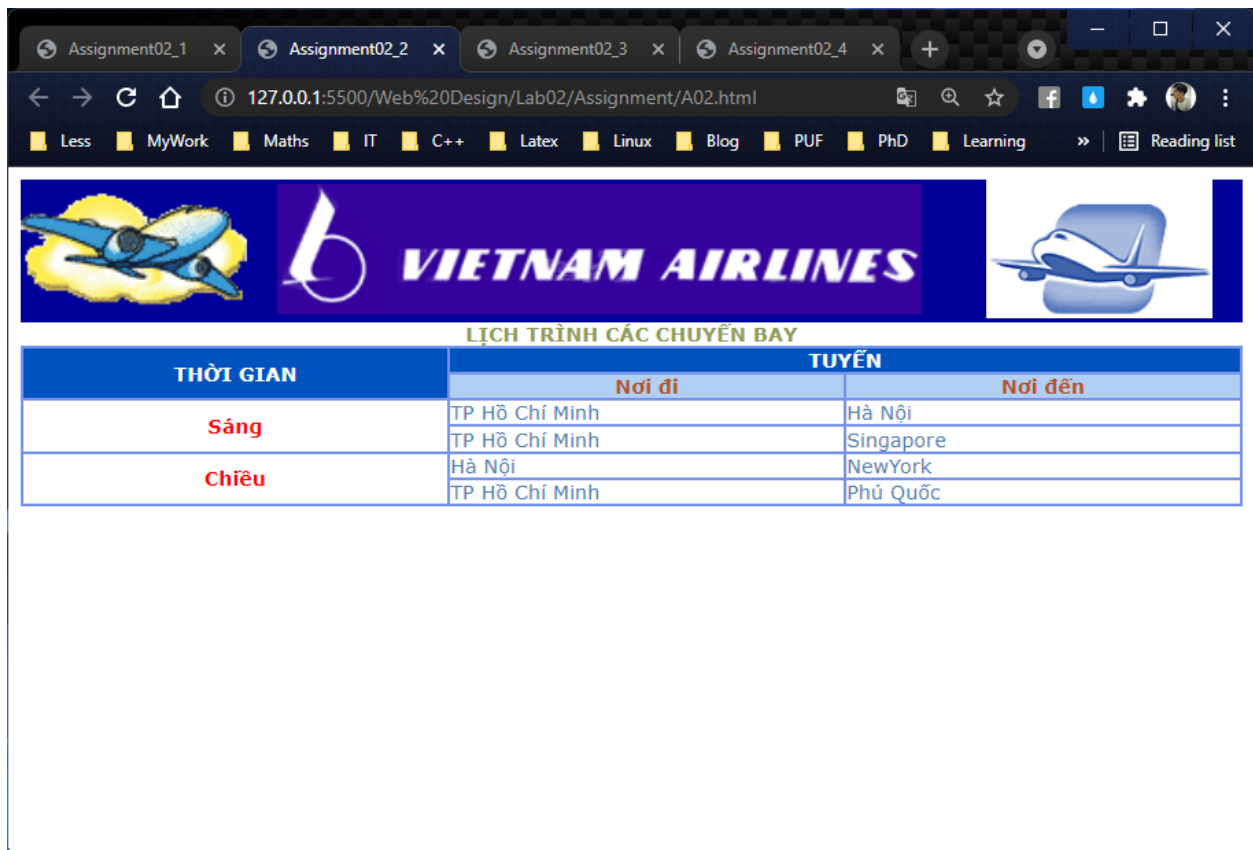 Assignment02_1 Assignment02_2 Assignment02_3 Assignment02_4
127.0.0.1:5500/Web%20Design/Lab02/Assignment/A02.html
Less MyWork Maths IT C++ Latex Linux Blog PUF PhD Learning » Reading list
VIETNAM AIRLINES
LỊCH TRÌNH CÁC CHUYẾN BAY
THỜI GIAN TUYẾN
Nơi đi Nơi đến
Sáng TP Hồ Chí Minh Hà Nội
TP Hồ Chí Minh Singapore
Chiều Hà Nội NewYork
TP Hồ Chí Minh Phú Quốc